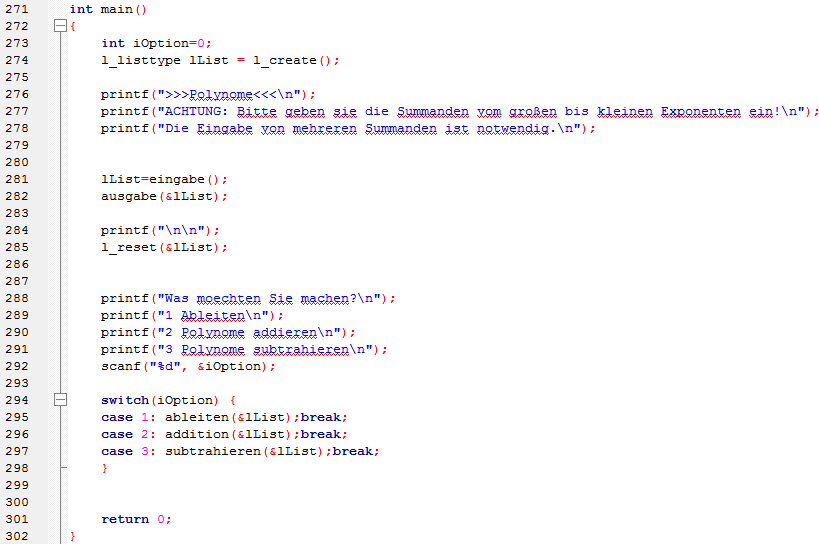 271 int main()
272 {
273 int iOption=0;
274 l_listtype lList = l_create();
275
276 printf(">>>Polynome<<<\n");
277 printf("ACHTUNG: Bitte geben sie die Summanden vom großen bis kleinen Exponenten ein!\n");
278 printf("Die Eingabe von mehreren Summanden ist notwendig.\n");
279
280
281 lList=eingabe();
282 ausgabe(&lList);
283
284 printf("\n\n");
285 l_reset(&lList);
286
287
288 printf("Was moechten Sie machen?\n");
289 printf("1 Ableiten\n");
290 printf("2 Polynome addieren\n");
291 printf("3 Polynome subtrahieren\n");
292 scanf("%d", &iOption);
293
294 switch(iOption) {
295 case 1: ableiten(&lList);break;
296 case 2: addition(&lList);break;
297 case 3: subtrahieren(&lList);break;
298 }
299
300
301 return 0;
302 }